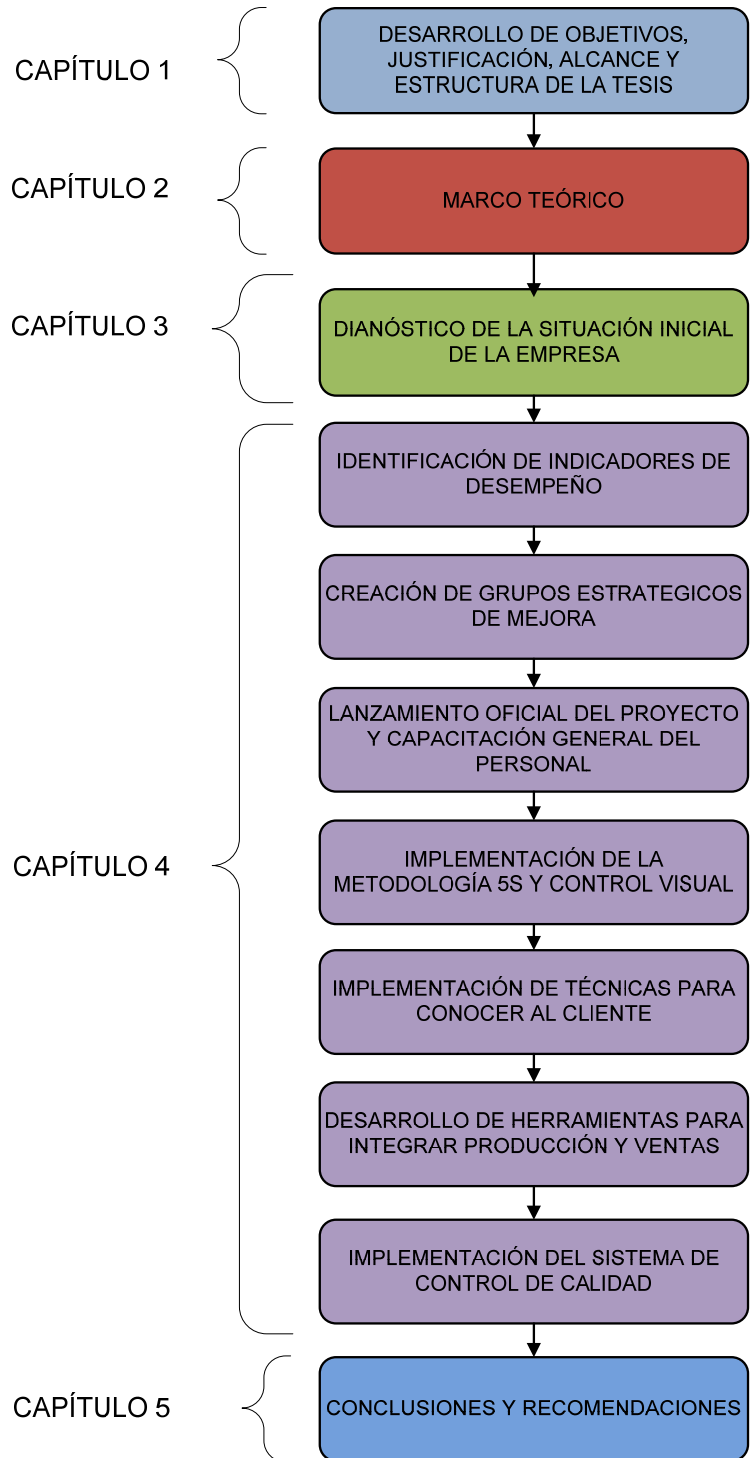 CAPÍTULO 1
DESARROLLO DE OBJETIVOS,
JUSTIFICACIÓN, ALCANCE Y
ESTRUCTURA DE LA TESIS
CAPÍTULO 2
MARCO TEÓRICO
CAPÍTULO 3
DIANÓSTICO DE LA SITUACIÓN INICIAL
DE LA EMPRESA
CAPÍTULO 4
IDENTIFICACIÓN DE INDICADORES DE
DESEMPEÑO
CREACIÓN DE GRUPOS ESTRATEGICOS
DE MEJORA
LANZAMIENTO OFICIAL DEL PROYECTO
Y CAPACITACIÓN GENERAL DEL
PERSONAL
IMPLEMENTACIÓN DE LA
METODOLOGÍA 5S Y CONTROL VISUAL
IMPLEMENTACIÓN DE TÉCNICAS PARA
CONOCER AL CLIENTE
DESARROLLO DE HERRAMIENTAS PARA
INTEGRAR PRODUCCIÓN Y VENTAS
IMPLEMENTACIÓN DEL SISTEMA DE
CONTROL DE CALIDAD
CAPÍTULO 5
CONCLUSIONES Y RECOMENDACIONES